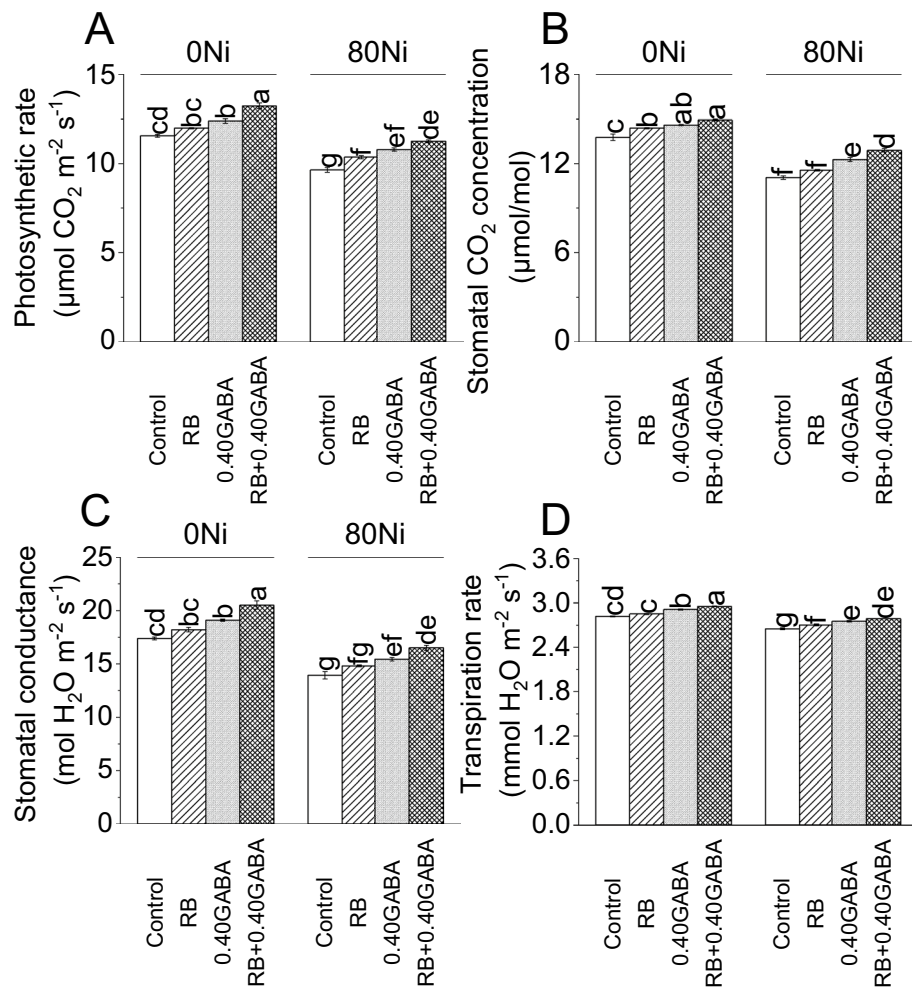 A
0Ni
80Ni
Photosynthetic rate
(µmol CO₂ m⁻² s⁻¹)
15
10
5
0
cd
bc
b
a
g
f
ef
de
Control
RB
0.40GABA
RB+0.40GABA
Control
RB
0.40GABA
RB+0.40GABA
B
0Ni
80Ni
Stomatal CO₂ concentration
(µmol/mol)
18
12
6
0
c
b
ab
a
f
f
e
d
Control
RB
0.40GABA
RB+0.40GABA
Control
RB
0.40GABA
RB+0.40GABA
C
0Ni
80Ni
Stomatal conductance
(mol H₂O m⁻² s⁻¹)
25
20
15
10
5
0
cd
bc
b
a
g
fg
ef
de
Control
RB
0.40GABA
RB+0.40GABA
Control
RB
0.40GABA
RB+0.40GABA
D
Transpiration rate
(mmol H₂O m⁻² s⁻¹)
3.6
3.0
2.4
1.8
1.2
0.6
0.0
cd
c
b
a
g
f
e
de
Control
RB
0.40GABA
RB+0.40GABA
Control
RB
0.40GABA
RB+0.40GABA